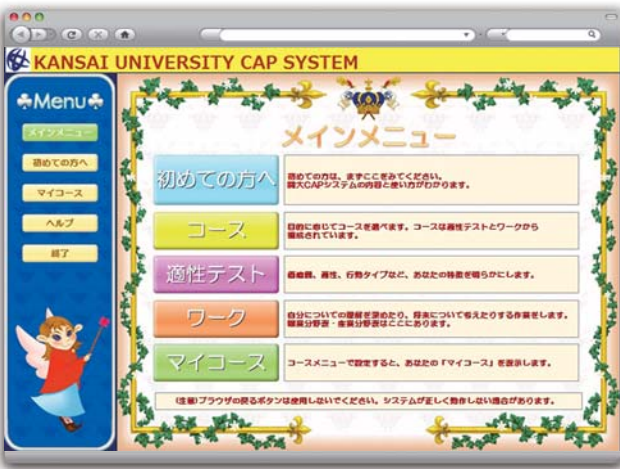 KANSAI UNIVERSITY CAP SYSTEM
Menu
メインメニュー
初めての方へ
マイコース
ヘルプ
終了
メインメニュー
初めての方へ
初めての方は、まずここをみてください。
関大CAPシステムの内容と使い方がわかります。
コース
目的に応じてコースを選べます。コースは適性テストとワークから
構成されています。
適性テスト
価値観、適性、行動タイプなど、あなたの特徴を明らかにします。
ワーク
自分についての理解を深めたり、将来について考えたりする作業をします。
職業分野表・産業分野表はここにあります。
マイコース
コースメニューで設定すると、あなたの「マイコース」を表示します。
(注意)ブラウザの戻るボタンは使用しないでください。システムが正しく動作しない場合があります。